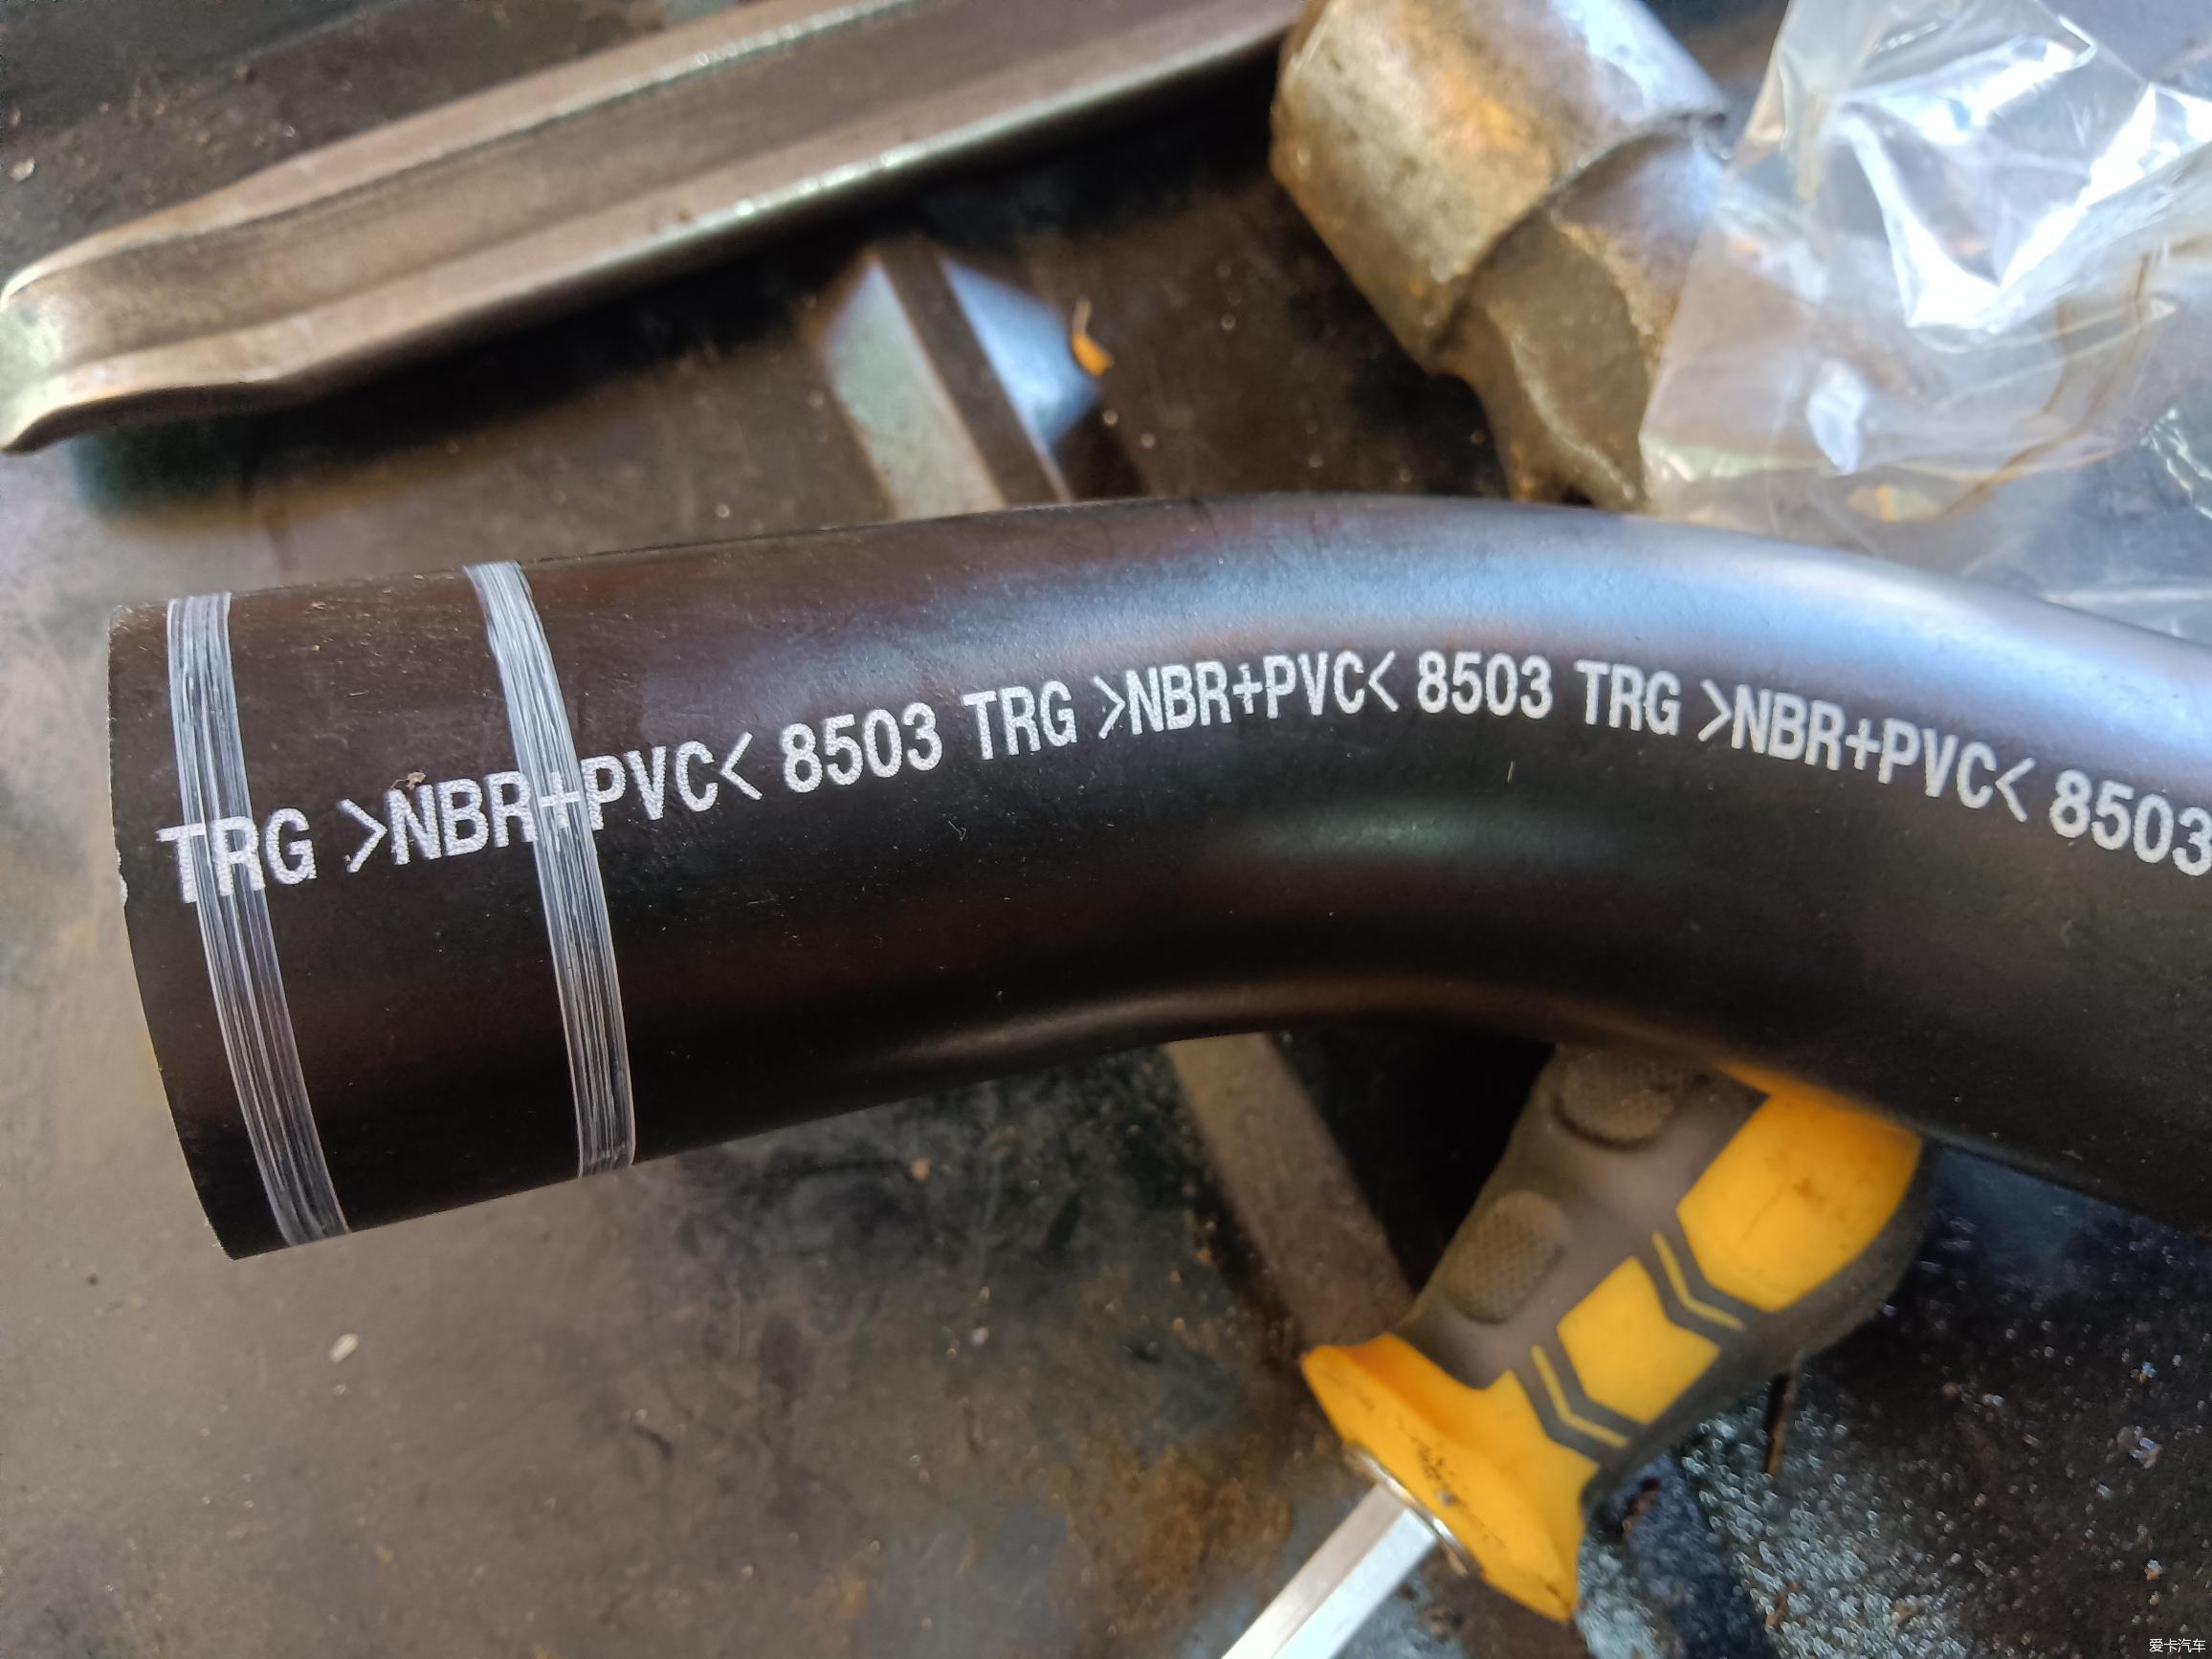 TRG >NBR+PVC< 8503 TRG >NBR+PVC< 8503 TRG >NBR+PVC< 8503
爱卡汽车